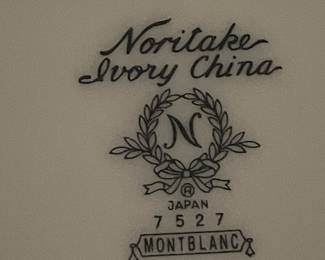 Noritake
Ivory China
N
®
JAPAN
7527
MONTBLANC